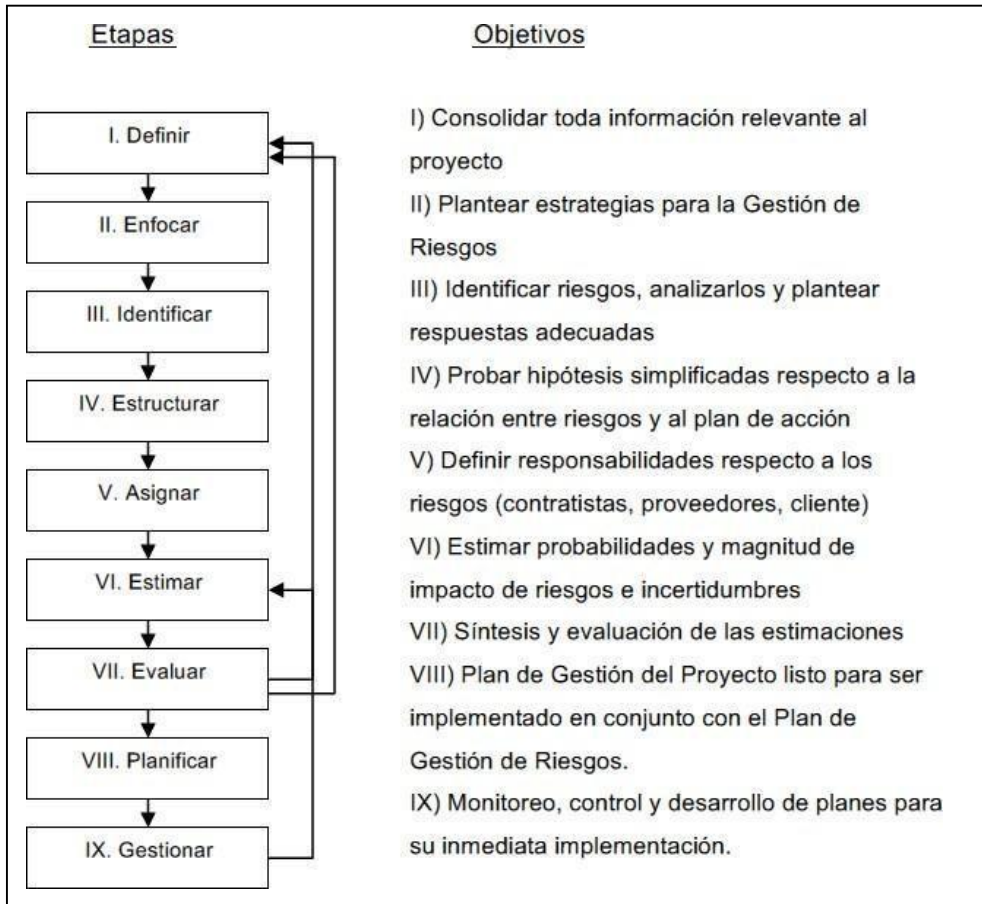 Etapas
Objetivos
I. Definir
II. Enfocar
III. Identificar
IV. Estructurar
V. Asignar
VI. Estimar
VII. Evaluar
VIII. Planificar
IX. Gestionar
I) Consolidar toda información relevante al
proyecto
II) Plantear estrategias para la Gestión de
Riesgos
III) Identificar riesgos, analizarlos y plantear
respuestas adecuadas
IV) Probar hipótesis simplificadas respecto a la
relación entre riesgos y al plan de acción
V) Definir responsabilidades respecto a los
riesgos (contratistas, proveedores, cliente)
VI) Estimar probabilidades y magnitud de
impacto de riesgos e incertidumbres
VII) Síntesis y evaluación de las estimaciones
VIII) Plan de Gestión del Proyecto listo para ser
implementado en conjunto con el Plan de
Gestión de Riesgos.
IX) Monitoreo, control y desarrollo de planes para
su inmediata implementación.